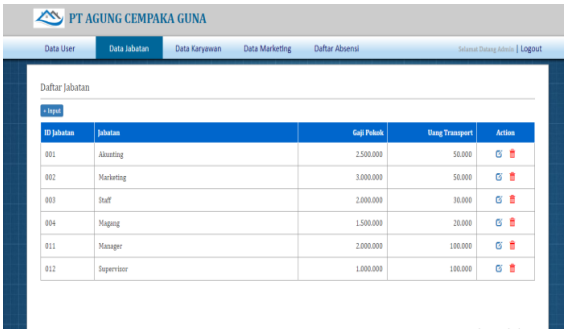 PT AGUNG CEMPAKA GUNA
Data User Data Jabatan Data Karyawan Data Marketing Daftar Absensi Selamat Datang Admin | Logout
Daftar Jabatan
+ Input
ID Jabatan Jabatan Gaji Pokok Uang Transport Action
001 Akunting 2.500.000 50.000
002 Marketing 3.000.000 50.000
003 Staff 2.000.000 30.000
004 Magang 1.500.000 20.000
011 Manager 2.000.000 100.000
012 Supervisor 1.000.000 100.000